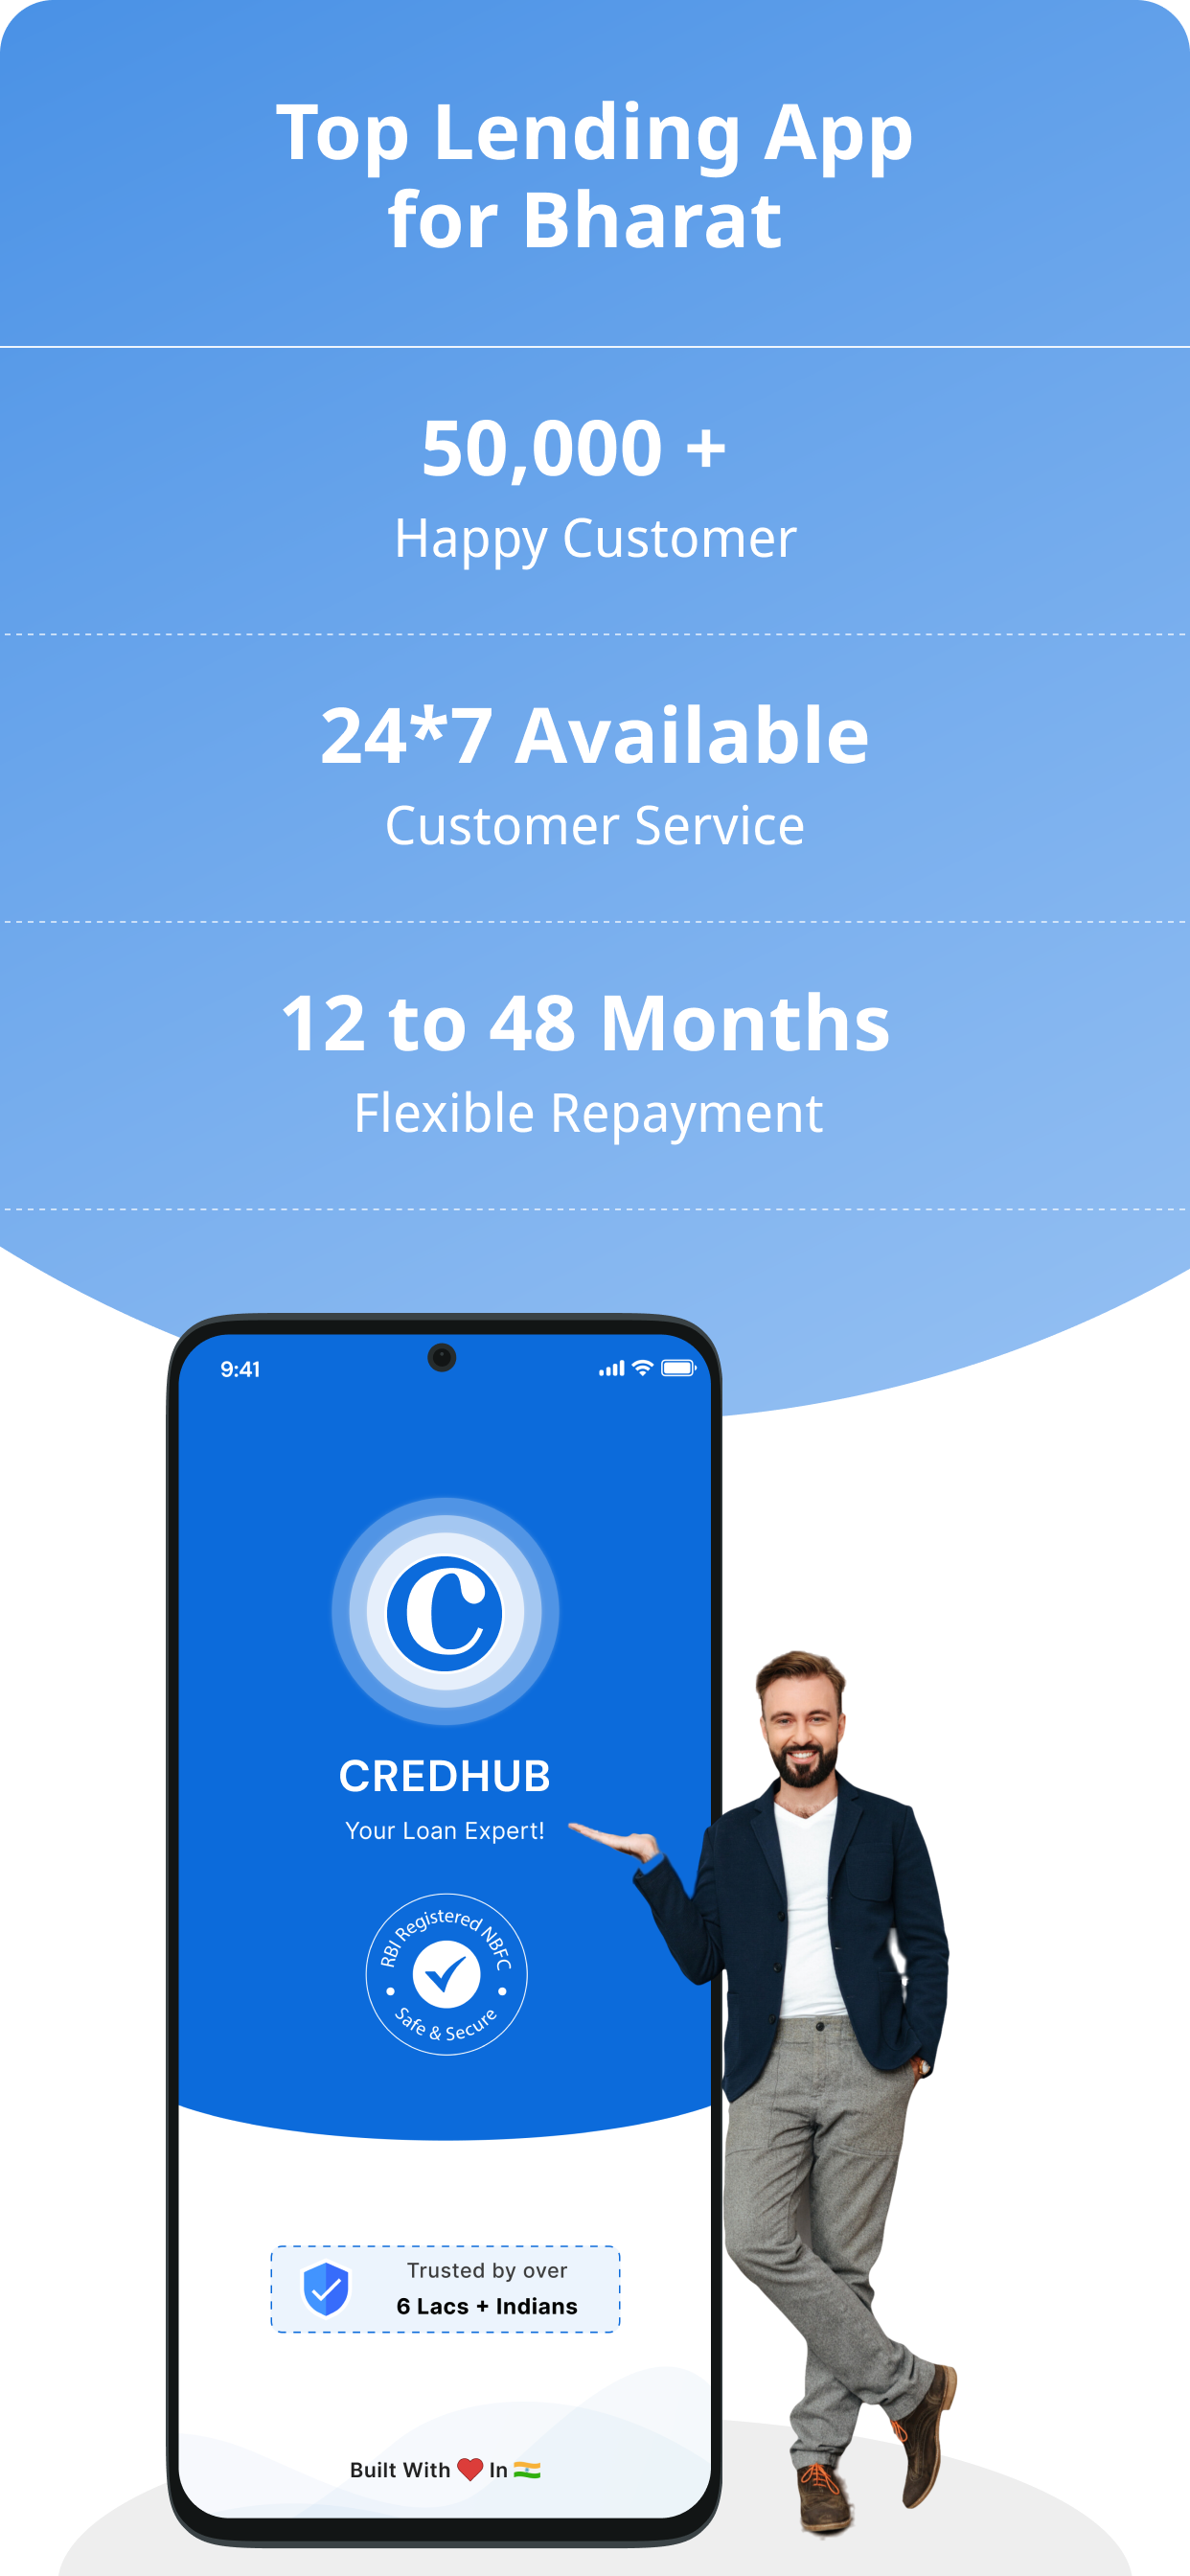 Top Lending App
for Bharat
50,000 +
Happy Customer
24*7 Available
Customer Service
12 to 48 Months
Flexible Repayment
9:41
C
CREDHUB
Your Loan Expert!
RBI Registered NBFC
Safe & Secure
Trusted by over
6 Lacs + Indians
Built With ❤️ In 🇮🇳